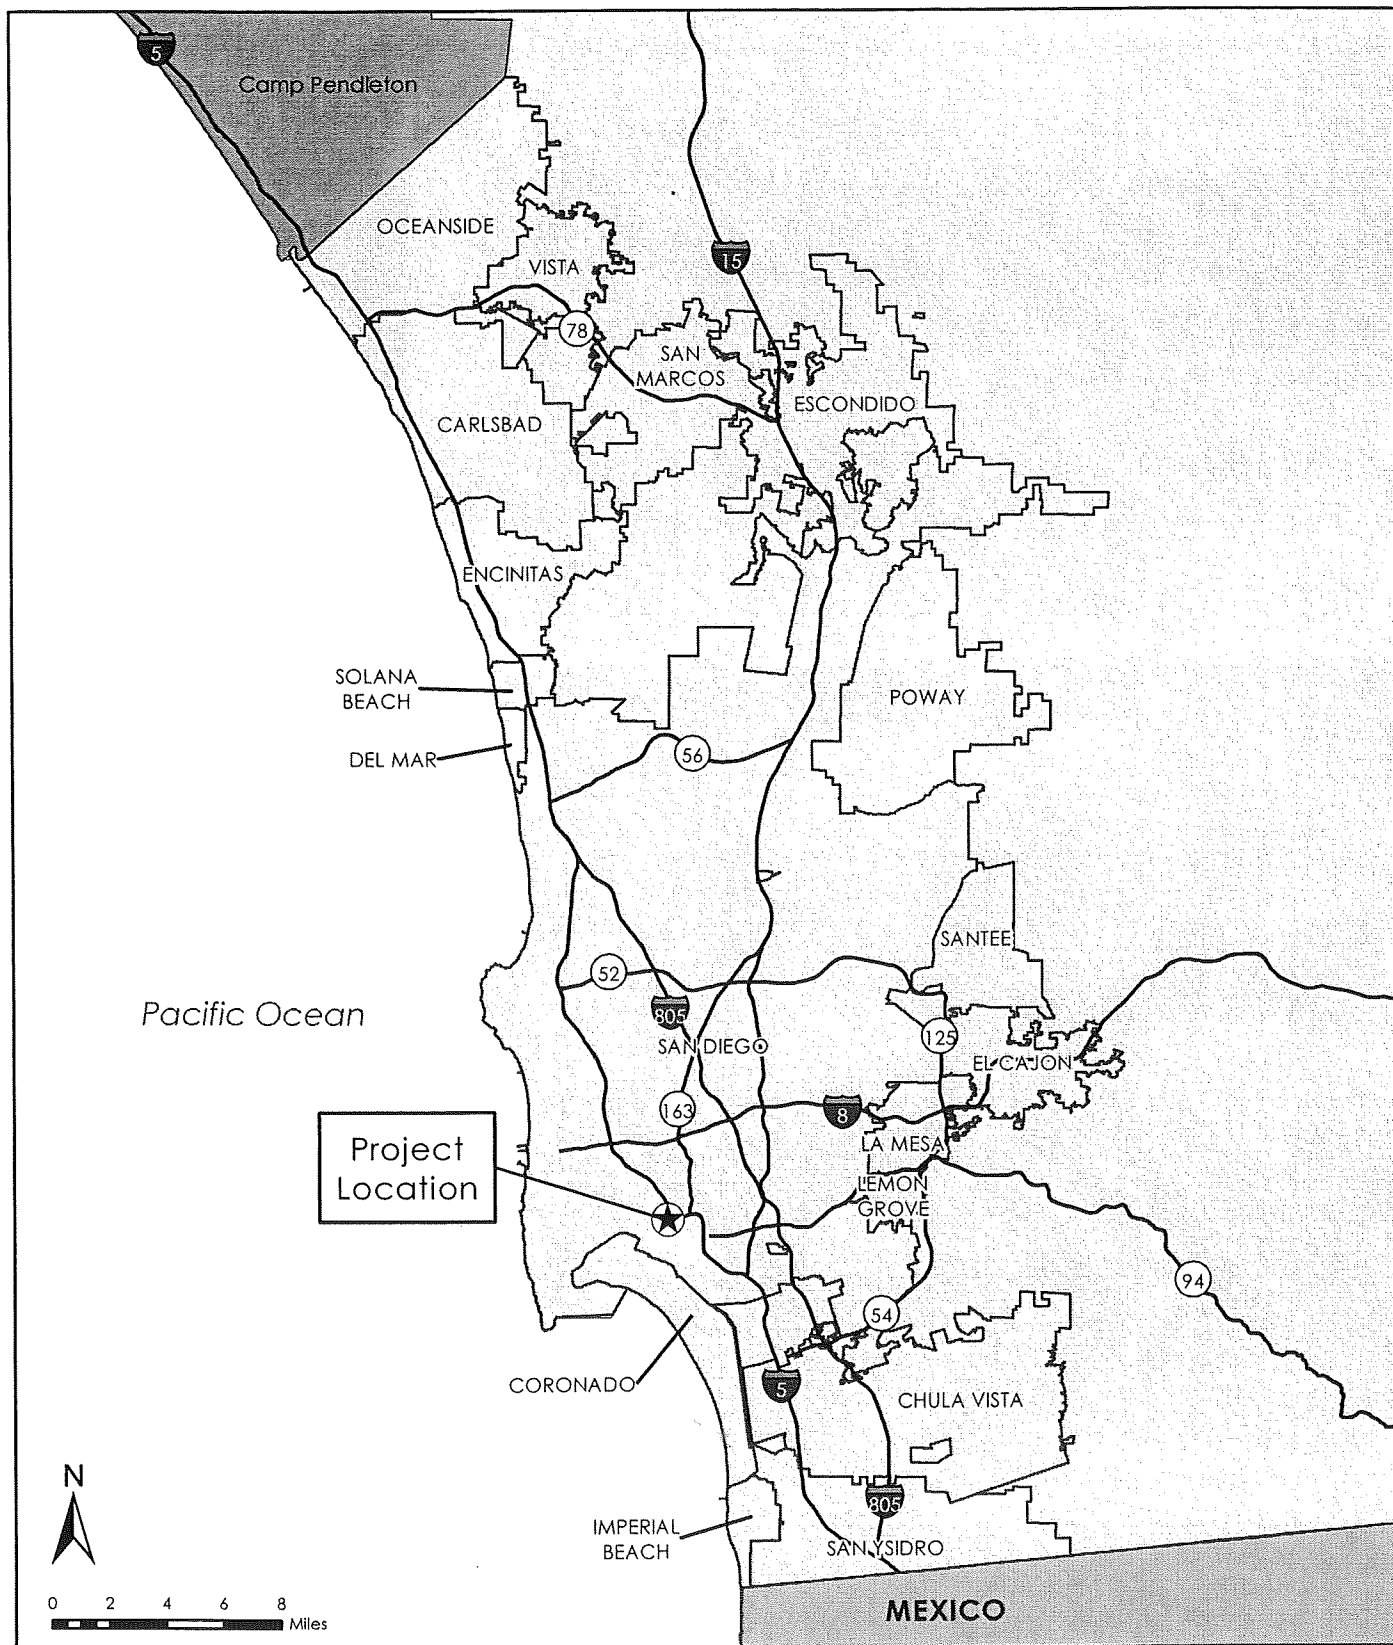 5
Camp Pendleton
OCEANSIDE
VISTA
15
78
SAN
MARCOS
ESCONDIDO
CARLSBAD
ENCINITAS
SOLANA
BEACH
POWAY
DEL MAR
56
SANTEE
52
Pacific Ocean
805
125
SAN DIEGO
EL CAJON
163
8
Project
Location
LA MESA
LEMON
GROVE
94
54
CORONADO
5
CHULA VISTA
N
805
IMPERIAL
BEACH
SAN YSIDRO
0 2 4 6 8
Miles
MEXICO